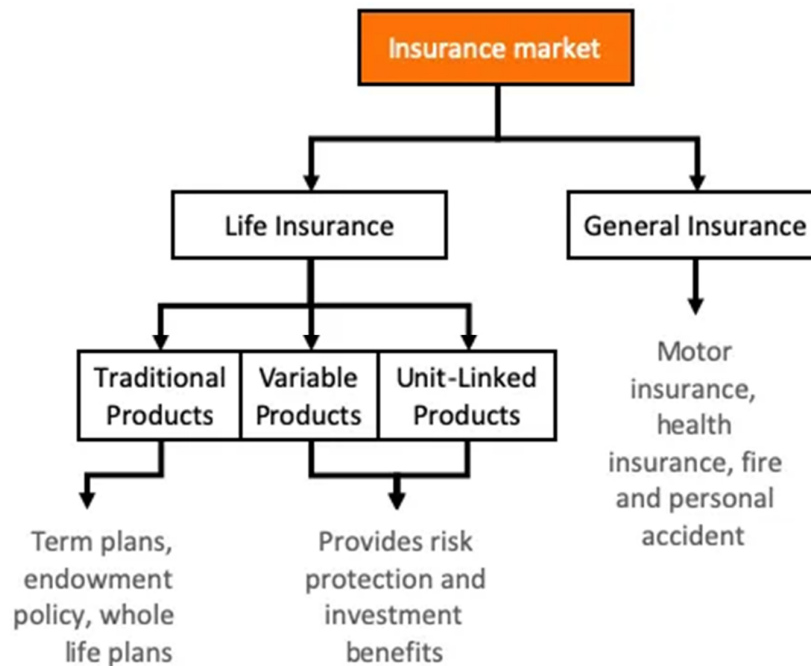 Insurance market
Life Insurance
General Insurance
Traditional
Products
Variable
Products
Unit-Linked
Products
Motor
insurance,
health
insurance, fire
and personal
accident
Term plans,
endowment
policy, whole
life plans
Provides risk
protection and
investment
benefits